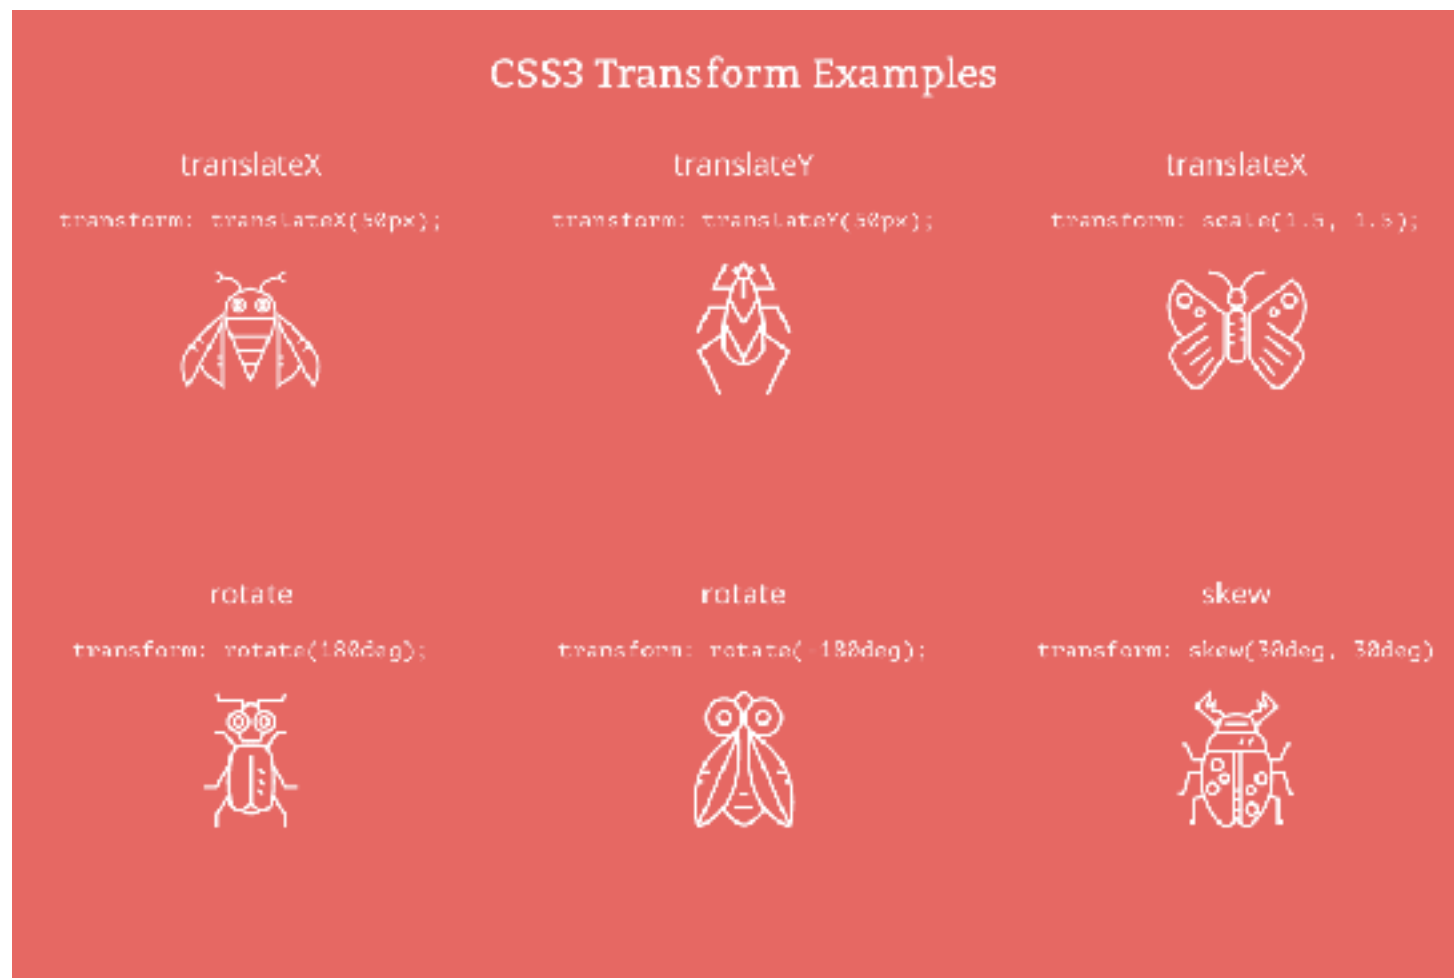 CSS3 Transform Examples
translateX
translateY
translateX
transform: translateX(50px);
transform: translateY(50px);
transform: scale(1.5, 1.5);
rotate
rotate
skew
transform: rotate(180deg);
transform: rotate(-180deg);
transform: skew(30deg, 30deg)